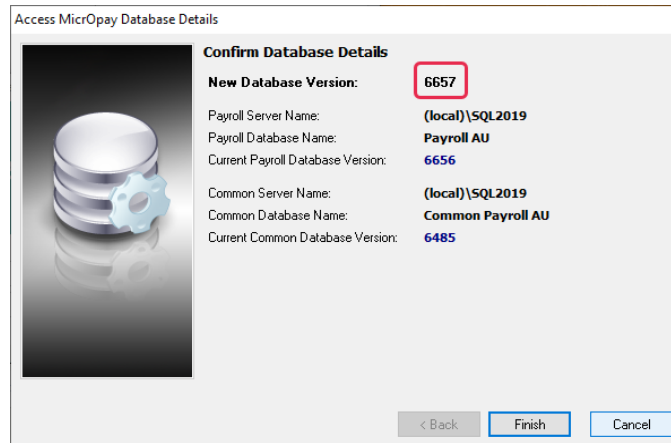 Access MicrOpay Database Details
Confirm Database Details
New Database Version: 6657
Payroll Server Name: (local)\SQL2019
Payroll Database Name: Payroll AU
Current Payroll Database Version: 6656
Common Server Name: (local)\SQL2019
Common Database Name: Common Payroll AU
Current Common Database Version: 6485
< Back Finish Cancel